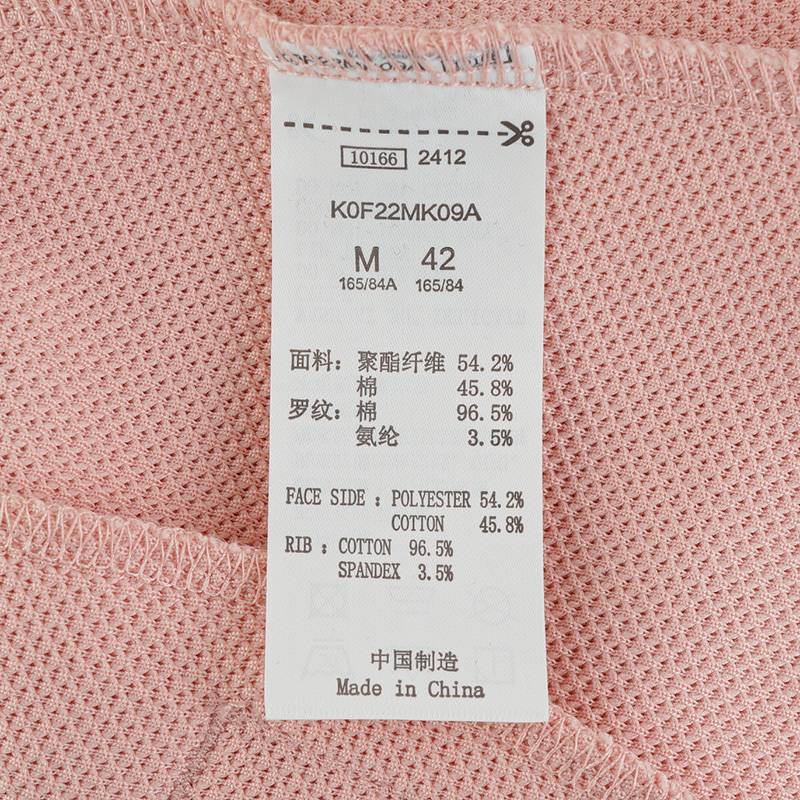 10166 2412
K0F22MK09A
M 42
165/84A 165/84
面料: 聚酯纤维 54.2%
棉 45.8%
罗纹: 棉 96.5%
氨纶 3.5%
FACE SIDE : POLYESTER 54.2%
COTTON 45.8%
RIB : COTTON 96.5%
SPANDEX 3.5%
中国制造
Made in China